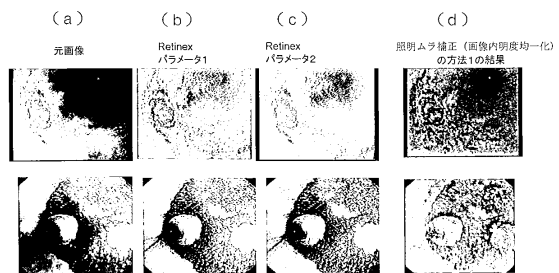 (a)
(b)
(c)
(d)
元画像
Retinex
パラメータ1
Retinex
パラメータ2
照明ムラ補正（画像内明度均一化）
の方法1の結果